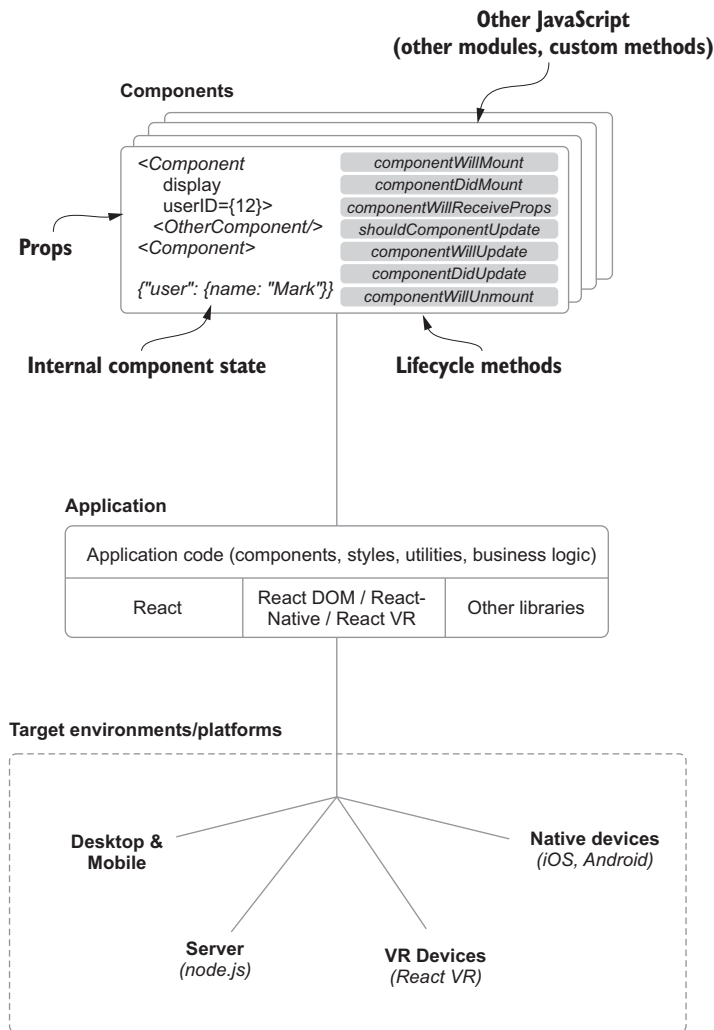 Other JavaScript
(other modules, custom methods)
Components
<Component
display
userID={12}>
<OtherComponent/>
<Component>
{"user": {name: "Mark"}}
componentWillMount
componentDidMount
componentWillReceiveProps
shouldComponentUpdate
componentWillUpdate
componentDidUpdate
componentWillUnmount
Props
Internal component state
Lifecycle methods
Application
Application code (components, styles, utilities, business logic)
React
React DOM / React-
Native / React VR
Other libraries
Target environments/platforms
Desktop &
Mobile
Native devices
(iOS, Android)
Server
(node.js)
VR Devices
(React VR)